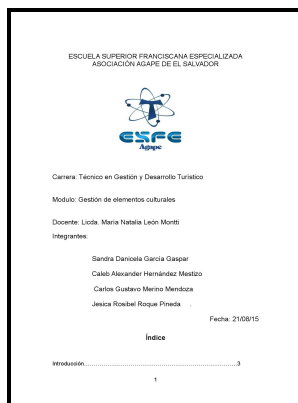 ESCUELA SUPERIOR FRANCISCANA ESPECIALIZADA
ASOCIACIÓN AGAPE DE EL SALVADOR
ESFE
Agape
Carrera: Técnico en Gestión y Desarrollo Turístico
Modulo: Gestión de elementos culturales
Docente: Licda. María Natalia León Montti
Integrantes:
Sandra Danicela García Gaspar
Caleb Alexander Hernández Mestizo
Carlos Gustavo Merino Mendoza
Jesica Rosibel Roque Pineda .
Fecha: 21/08/15
Índice
Introducción..............................................................................3
1